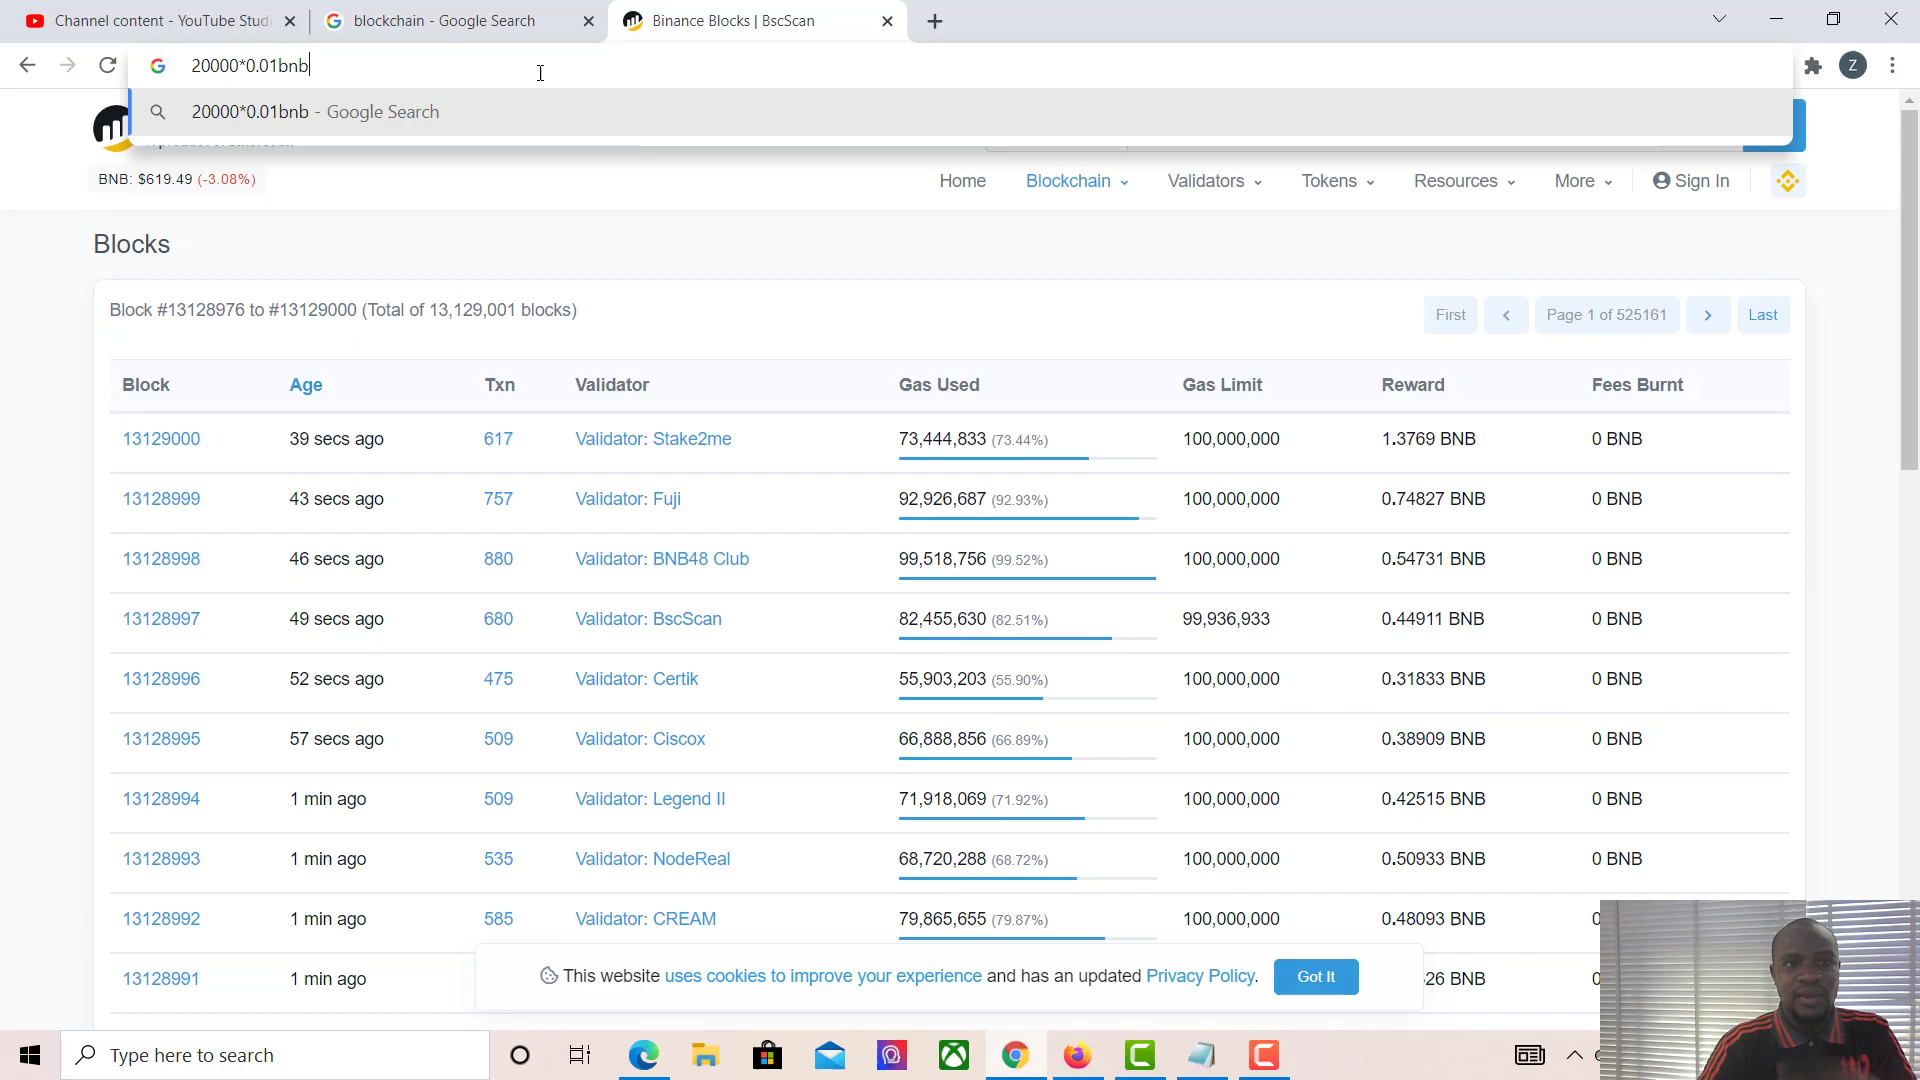 Channel content - YouTube Studi
blockchain - Google Search
Binance Blocks | BscScan
20000*0.01bnb
Z
20000*0.01bnb - Google Search
BNB: $619.49 (-3.08%)
Home
Blockchain
Validators
Tokens
Resources
More
Sign In
Blocks
Block #13128976 to #13129000 (Total of 13,129,001 blocks)
First
Page 1 of 525161
Last
Block Age Txn Validator Gas Used Gas Limit Reward Fees Burnt
13129000 39 secs ago 617 Validator: Stake2me 73,444,833 (73.44%) 100,000,000 1.3769 BNB 0 BNB
13128999 43 secs ago 757 Validator: Fuji 92,926,687 (92.93%) 100,000,000 0.74827 BNB 0 BNB
13128998 46 secs ago 880 Validator: BNB48 Club 99,518,756 (99.52%) 100,000,000 0.54731 BNB 0 BNB
13128997 49 secs ago 680 Validator: BscScan 82,455,630 (82.51%) 99,936,933 0.44911 BNB 0 BNB
13128996 52 secs ago 475 Validator: Certik 55,903,203 (55.90%) 100,000,000 0.31833 BNB 0 BNB
13128995 57 secs ago 509 Validator: Ciscox 66,888,856 (66.89%) 100,000,000 0.38909 BNB 0 BNB
13128994 1 min ago 509 Validator: Legend II 71,918,069 (71.92%) 100,000,000 0.42515 BNB 0 BNB
13128993 1 min ago 535 Validator: NodeReal 68,720,288 (68.72%) 100,000,000 0.50933 BNB 0 BNB
13128992 1 min ago 585 Validator: CREAM 79,865,655 (79.87%) 100,000,000 0.48093 BNB 0
13128991 1 min ago 26 BNB 0
This website uses cookies to improve your experience and has an updated Privacy Policy.
Got It
Type here to search